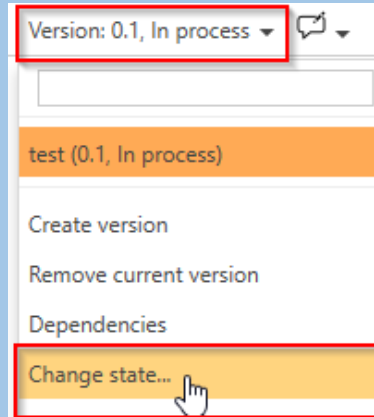 Version: 0.1, In process
test (0.1, In process)
Create version
Remove current version
Dependencies
Change state...